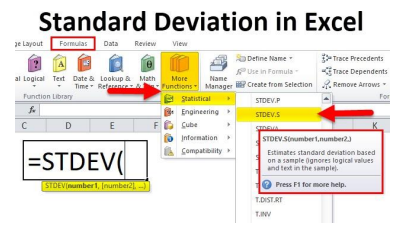 Standard Deviation in Excel
ge Layout Formulas Data Review View
al Logical Text Date & Time Lookup & Reference Math & Trig More Functions Name Manager
Define Name
Use in Formula
Create from Selection
Trace Precedents
Trace Dependents
Remove Arrows
Function Library
For
fx
C D E F K
Statistical
Engineering
Cube
Information
Compatibility
STDEV.P
STDEV.S
STDEVA
STDEV.S(number1,number2,)
Estimates standard deviation based
on a sample (ignores logical values
and text in the sample).
Press F1 for more help.
T.DIST.RT
T.INV
=STDEV(
STDEV(number1, [number2], ...)